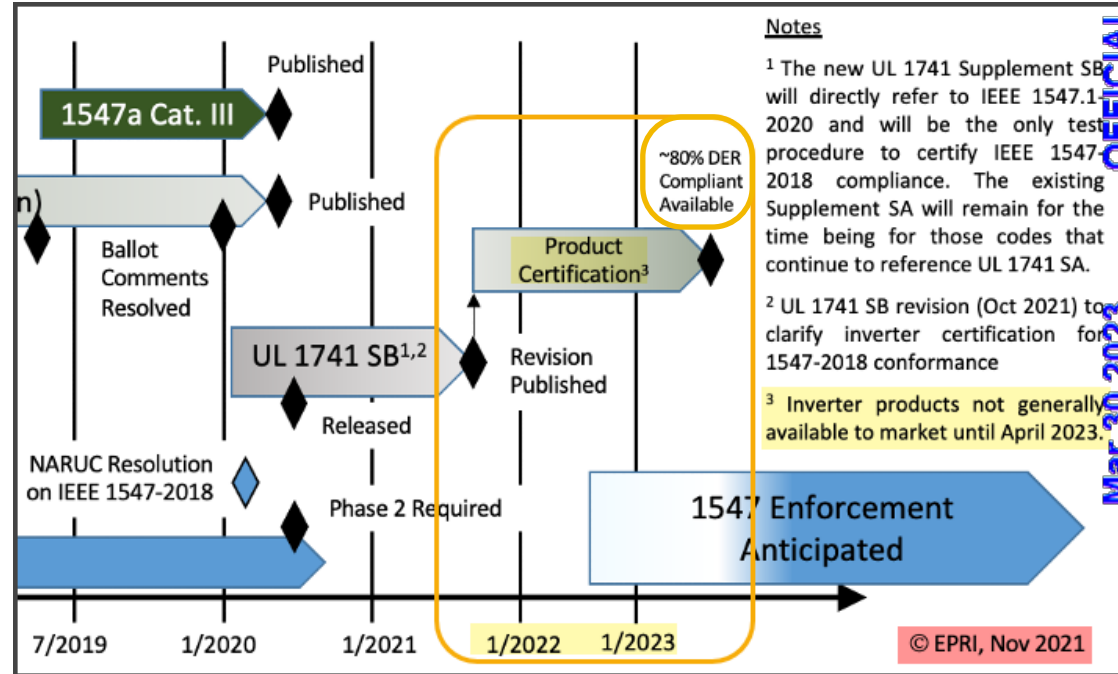 Published
1547a Cat. III
n)
Published
Ballot
Comments
Resolved
~80% DER
Compliant
Available
Product
Certification³
UL 1741 SB¹,²
Revision
Published
Released
NARUC Resolution
on IEEE 1547-2018
Phase 2 Required
1547 Enforcement
Anticipated
7/2019
1/2020
1/2021
1/2022
1/2023
Notes
¹ The new UL 1741 Supplement SB
will directly refer to IEEE 1547.1-
2020 and will be the only test
procedure to certify IEEE 1547-
2018 compliance. The existing
Supplement SA will remain for the
time being for those codes that
continue to reference UL 1741 SA.
² UL 1741 SB revision (Oct 2021) to
clarify inverter certification for
1547-2018 conformance
³ Inverter products not generally
available to market until April 2023.
© EPRI, Nov 2021
OFFICIAL